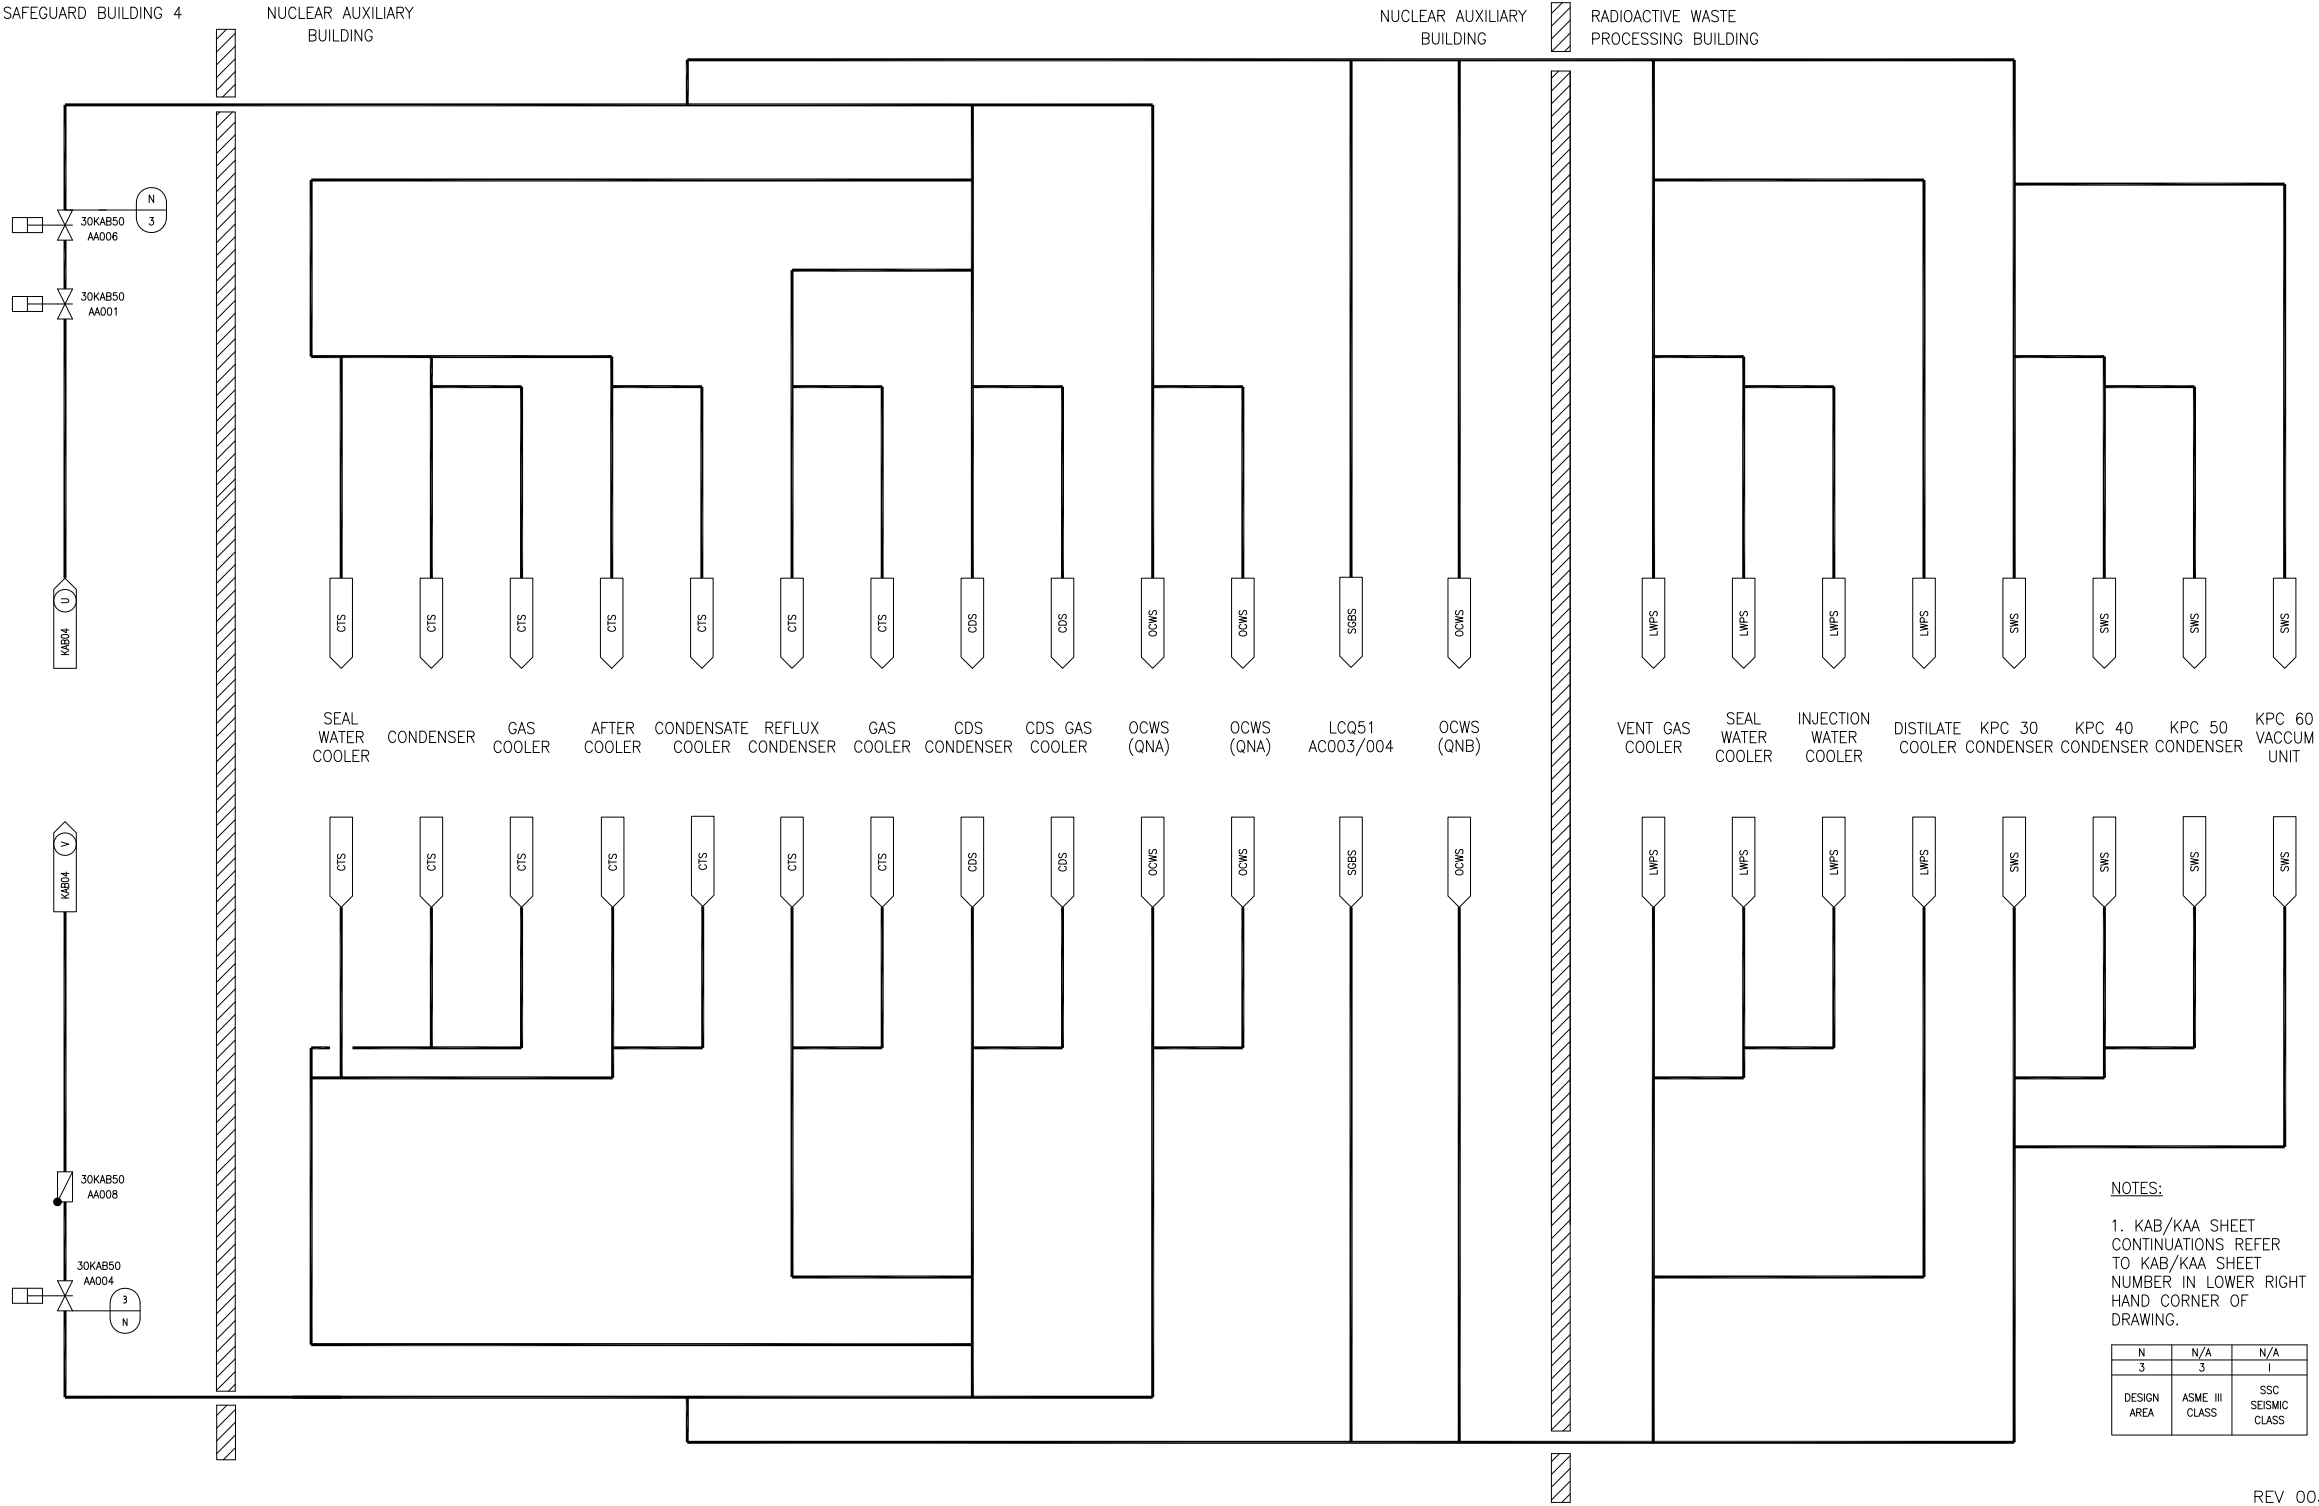 SAFEGUARD BUILDING 4
NUCLEAR AUXILIARY
BUILDING
NUCLEAR AUXILIARY
BUILDING
RADIOACTIVE WASTE
PROCESSING BUILDING
N
3
30KAB50
AA006
30KAB50
AA001
U
KAB04
CTS
CTS
CTS
CTS
CTS
CTS
CTS
CDS
CDS
OCWS
OCWS
SGBS
OCWS
LWPS
LWPS
LWPS
LWPS
SWS
SWS
SWS
SWS
SEAL
WATER
COOLER
CONDENSER
GAS
COOLER
AFTER
COOLER
CONDENSATE
COOLER
REFLUX
CONDENSER
GAS
COOLER
CDS
CONDENSER
CDS GAS
COOLER
OCWS
(QNA)
OCWS
(QNA)
LCQ51
AC003/004
OCWS
(QNB)
VENT GAS
COOLER
SEAL
WATER
COOLER
INJECTION
WATER
COOLER
DISTILATE
COOLER
KPC 30
CONDENSER
KPC 40
CONDENSER
KPC 50
CONDENSER
KPC 60
VACCUM
UNIT
V
KAB04
CTS
CTS
CTS
CTS
CTS
CTS
CTS
CDS
CDS
OCWS
OCWS
SGBS
OCWS
LWPS
LWPS
LWPS
LWPS
SWS
SWS
SWS
SWS
30KAB50
AA008
30KAB50
AA004
3
N
NOTES:
1. KAB/KAA SHEET
CONTINUATIONS REFER
TO KAB/KAA SHEET
NUMBER IN LOWER RIGHT
HAND CORNER OF
DRAWING.
N N/A N/A
3 3 I
DESIGN
AREA
ASME III
CLASS
SSC
SEISMIC
CLASS
REV 00